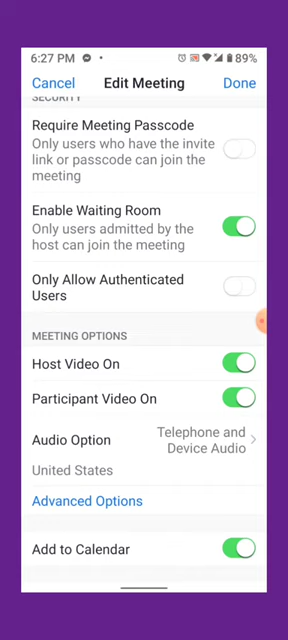 6:27 PM
89%
Cancel
Edit Meeting
Done
SECURITY
Require Meeting Passcode
Only users who have the invite
link or passcode can join the
meeting
Enable Waiting Room
Only users admitted by the
host can join the meeting
Only Allow Authenticated
Users
MEETING OPTIONS
Host Video On
Participant Video On
Audio Option
Telephone and
Device Audio
United States
Advanced Options
Add to Calendar